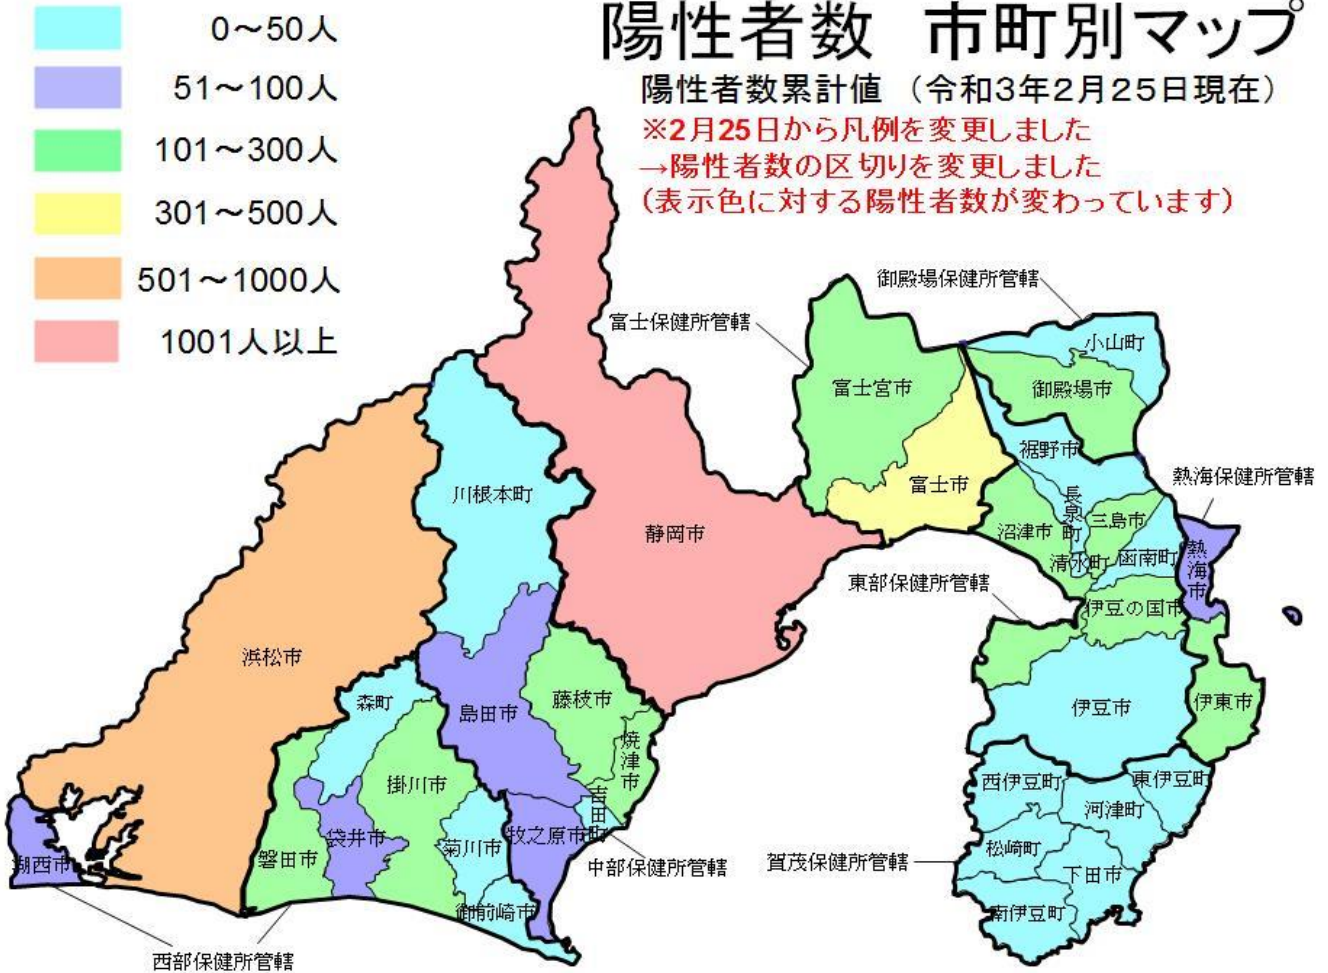 陽性者数 市町別マップ
陽性者数累計値 （令和3年2月25日現在）
※2月25日から凡例を変更しました
→陽性者数の区切りを変更しました
（表示色に対する陽性者数が変わっています）
0～50人
51～100人
101～300人
301～500人
501～1000人
1001人以上
御殿場保健所管轄
富士保健所管轄
小山町
富士宮市
御殿場市
裾野市
熱海保健所管轄
富士市
川根本町
長泉町
三島市
沼津市
静岡市
清水町
函南町
熱海市
東部保健所管轄
伊豆の国市
浜松市
森町
島田市
藤枝市
伊豆市
伊東市
焼津市
掛川市
西伊豆町
東伊豆町
吉田町
河津町
袋井市
牧之原市
磐田市
菊川市
松崎町
湖西市
中部保健所管轄
賀茂保健所管轄
下田市
御前崎市
南伊豆町
西部保健所管轄